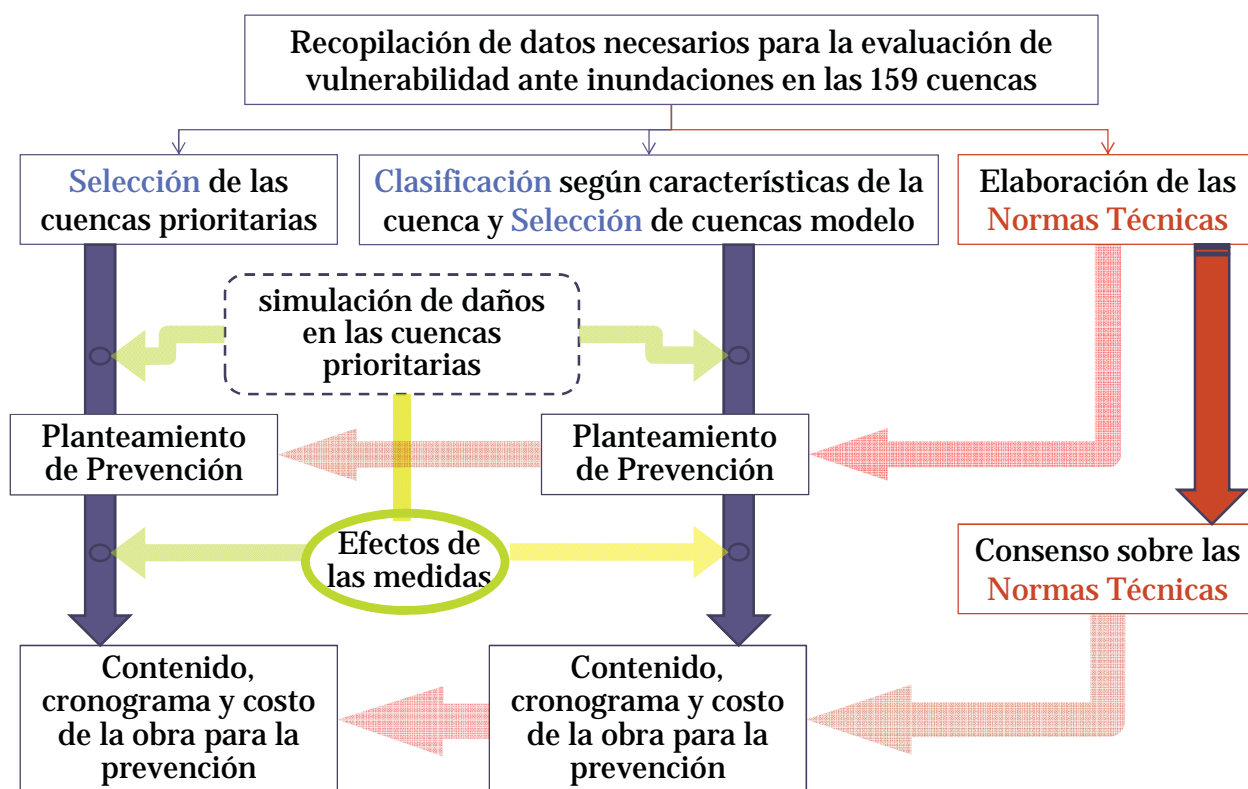 Recopilación de datos necesarios para la evaluación de
vulnerabilidad ante inundaciones en las 159 cuencas
Selección de las
cuencas prioritarias
Clasificación según características de la
cuenca y Selección de cuencas modelo
Elaboración de las
Normas Técnicas
simulación de daños
en las cuencas
prioritarias
Planteamiento
de Prevención
Planteamiento
de Prevención
Efectos de
las medidas
Consenso sobre las
Normas Técnicas
Contenido,
cronograma y costo
de la obra para la
prevención
Contenido,
cronograma y costo
de la obra para la
prevención